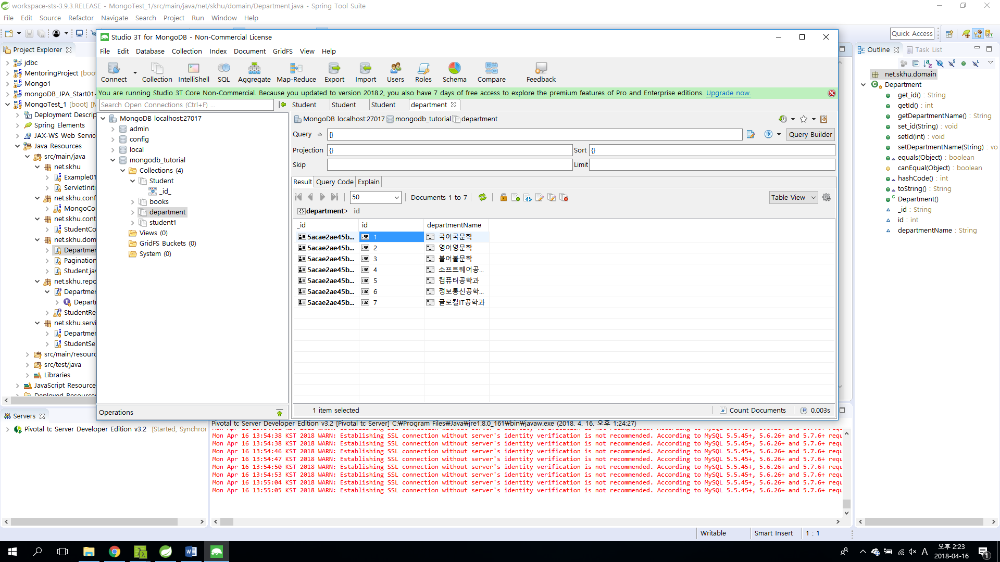 workspace-sts-3.9.3.RELEASE - MongoTest_1/src/main/java/net/skhu/domain/Department.java - Spring Tool Suite
File Edit Source Refactor Navigate Search Project Run Window Help
Quick Access
Project Explorer
jdbc
MentoringProject [boo
Mongo1
mongoDB_JPA_Start01-
MongoTest_1 [boot]
Deployment Descrip
Spring Elements
JAX-WS Web Servic
Java Resources
src/main/java
net.skhu
Example01
ServletIniti
net.skhu.conf
MongoCo
net.skhu.cont
StudentCo
net.skhu.dom
Departmer
Pagination
Student.jav
net.skhu.repo
Departmer
Depart
StudentRe
net.skhu.servi
Departmer
StudentSe
src/main/resourc
src/test/java
Libraries
JavaScript Resource
Deployed Resource
Studio 3T for MongoDB - Non-Commercial License
File Edit Database Collection Index Document GridFS View Help
Connect Collection IntelliShell SQL Aggregate Map-Reduce Export Import Users Roles Schema Compare Feedback
You are running Studio 3T Core Non-Commercial. Because you updated to version 2018.2, you also have 7 days of free access to explore the premium features of Pro and Enterprise editions. Upgrade now.
Search Open Connections (Ctrl+F) ...
MongoDB localhost:27017
admin
config
local
mongodb_tutorial
Collections (4)
Student
_id_
books
department
student1
Views (0)
GridFS Buckets (0)
System (0)
Operations
Student Student Student department
MongoDB localhost:27017 mongodb_tutorial department
Query {} Query Builder
Projection {} Sort {}
Skip Limit
Result Query Code Explain
50 Documents 1 to 7 Table View
department> id
_id id departmentName
5acae2ae45b... i32 1 "_" 국어국문학
5acae2ae45b... i32 2 "_" 영어영문학
5acae2ae45b... i32 3 "_" 불어불문학
5acae2ae45b... i32 4 "_" 소프트웨어공...
5acae2ae45b... i32 5 "_" 컴퓨터공학과
5acae2ae45b... i32 6 "_" 정보통신공학...
5acae2ae45b... i32 7 "_" 글로컬IT공학과
1 item selected Count Documents 0.003s
Outline Task List
net.skhu.domain
Department
get_id() : String
getId() : int
getDepartmentName() : String
set_id(String) : void
setId(int) : void
setDepartmentName(String) : vo
equals(Object) : boolean
canEqual(Object) : boolean
hashCode() : int
toString() : String
Department()
_id : String
id : int
departmentName : String
Servers
Pivotal tc Server Developer Edition v3.2 [Started, Synchror
Pivotal tc Server Developer Edition v3.2 [Pivotal tc Server] C:₩Program Files₩Java₩jre1.8.0_161₩bin₩javaw.exe (2018. 4. 16. 오후 1:24:27)
Mon Apr 16 13:54:38 KST 2018 WARN: Establishing SSL connection without server's identity verification is not recommended. According to MySQL 5.5.45+, 5.6.26+ and 5.7.6+ requ
Mon Apr 16 13:54:38 KST 2018 WARN: Establishing SSL connection without server's identity verification is not recommended. According to MySQL 5.5.45+, 5.6.26+ and 5.7.6+ requ
Mon Apr 16 13:54:46 KST 2018 WARN: Establishing SSL connection without server's identity verification is not recommended. According to MySQL 5.5.45+, 5.6.26+ and 5.7.6+ requ
Mon Apr 16 13:54:47 KST 2018 WARN: Establishing SSL connection without server's identity verification is not recommended. According to MySQL 5.5.45+, 5.6.26+ and 5.7.6+ requ
Mon Apr 16 13:54:50 KST 2018 WARN: Establishing SSL connection without server's identity verification is not recommended. According to MySQL 5.5.45+, 5.6.26+ and 5.7.6+ requ
Mon Apr 16 13:54:53 KST 2018 WARN: Establishing SSL connection without server's identity verification is not recommended. According to MySQL 5.5.45+, 5.6.26+ and 5.7.6+ requ
Mon Apr 16 13:55:04 KST 2018 WARN: Establishing SSL connection without server's identity verification is not recommended. According to MySQL 5.5.45+, 5.6.26+ and 5.7.6+ requ
Mon Apr 16 13:55:05 KST 2018 WARN: Establishing SSL connection without server's identity verification is not recommended. According to MySQL 5.5.45+, 5.6.26+ and 5.7.6+ requ
Writable Smart Insert 1 : 1
A 오후 2:23
2018-04-16
1